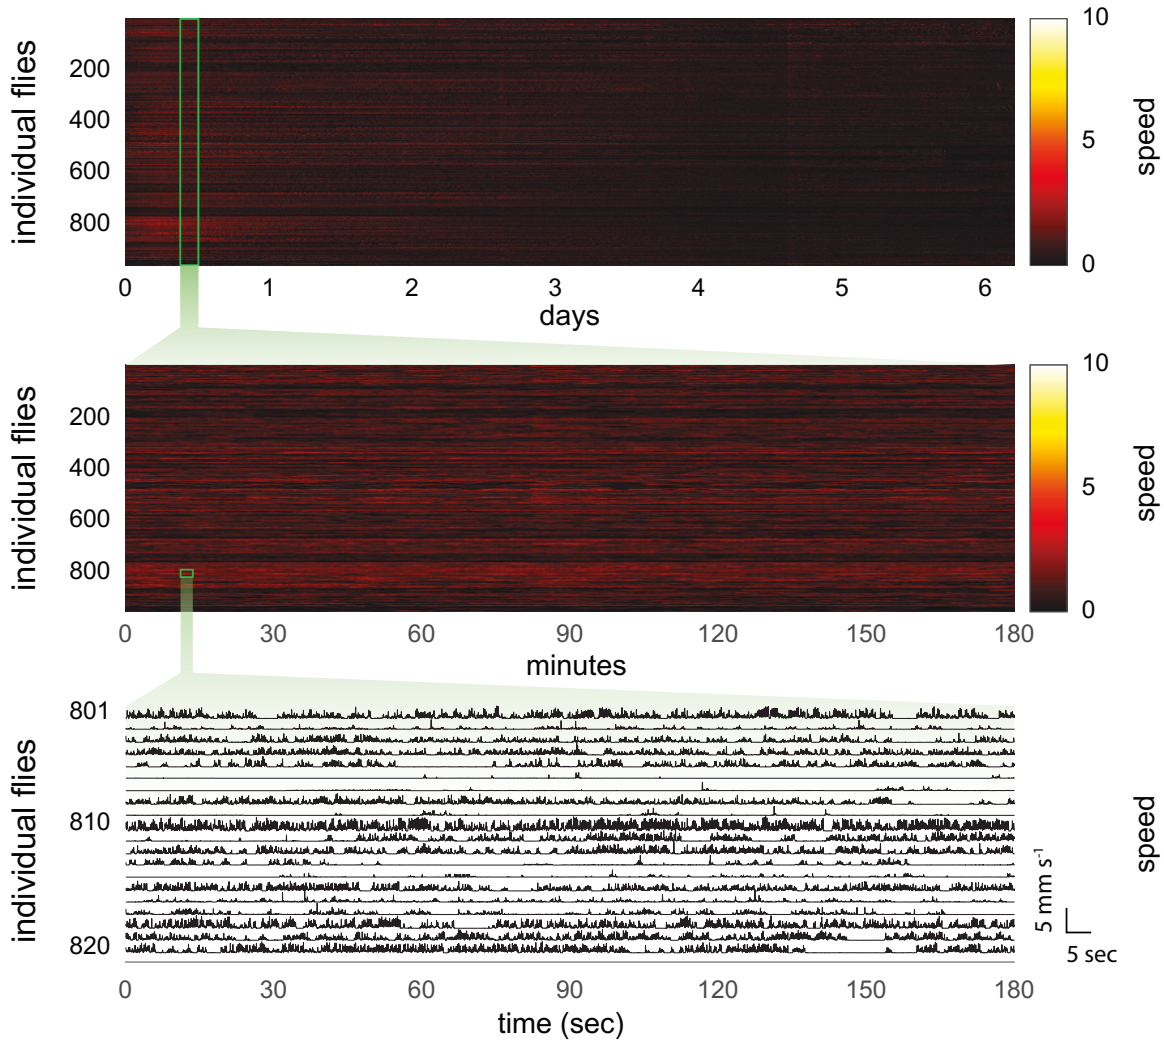 individual flies
200
400
600
800
0 1 2 3 4 5 6
days
10
5
0
speed
individual flies
200
400
600
800
0 30 60 90 120 150 180
minutes
10
5
0
speed
individual flies
801
810
820
0 30 60 90 120 150 180
time (sec)
5 mm s⁻¹
5 sec
speed